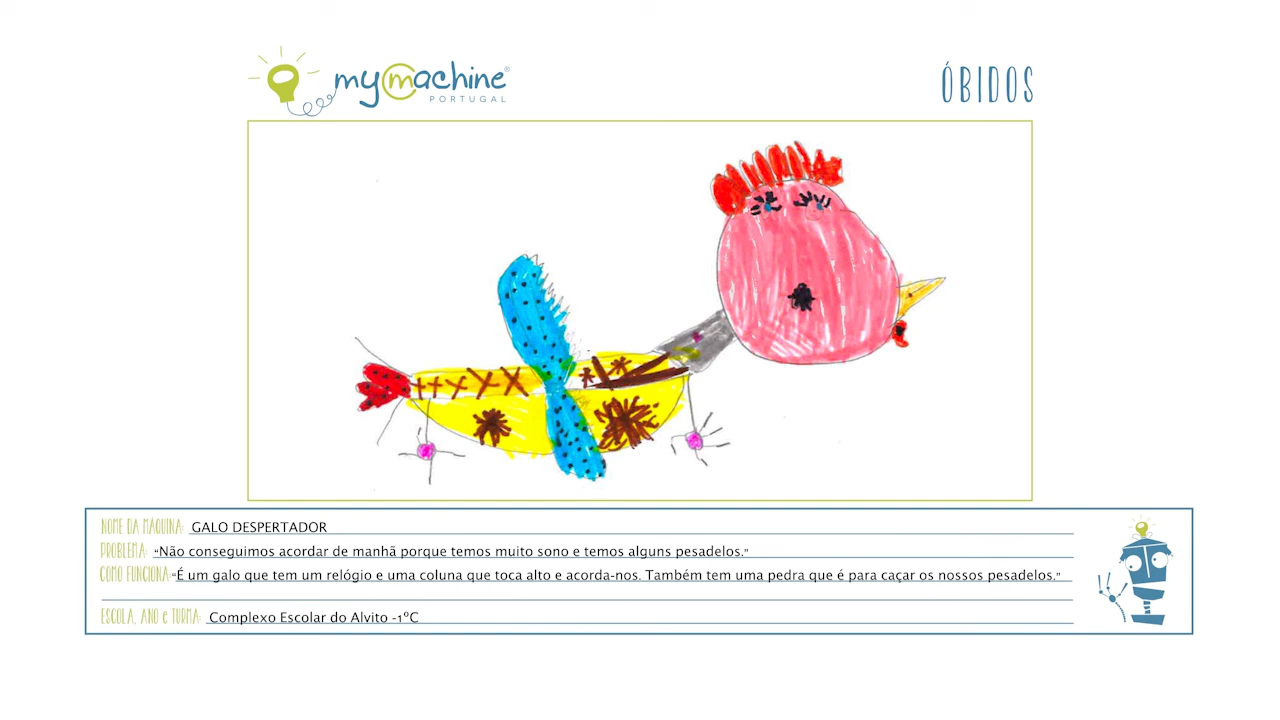 mymachine®
PORTUGAL
ÓBIDOS
NOME DA MÁQUINA: GALO DESPERTADOR
PROBLEMA: “Não conseguimos acordar de manhã porque temos muito sono e temos alguns pesadelos.”
COMO FUNCIONA: “É um galo que tem um relógio e uma coluna que toca alto e acorda-nos. Também tem uma pedra que é para caçar os nossos pesadelos.”
ESCOLA, ANO e TURMA: Complexo Escolar do Alvito -1ºC